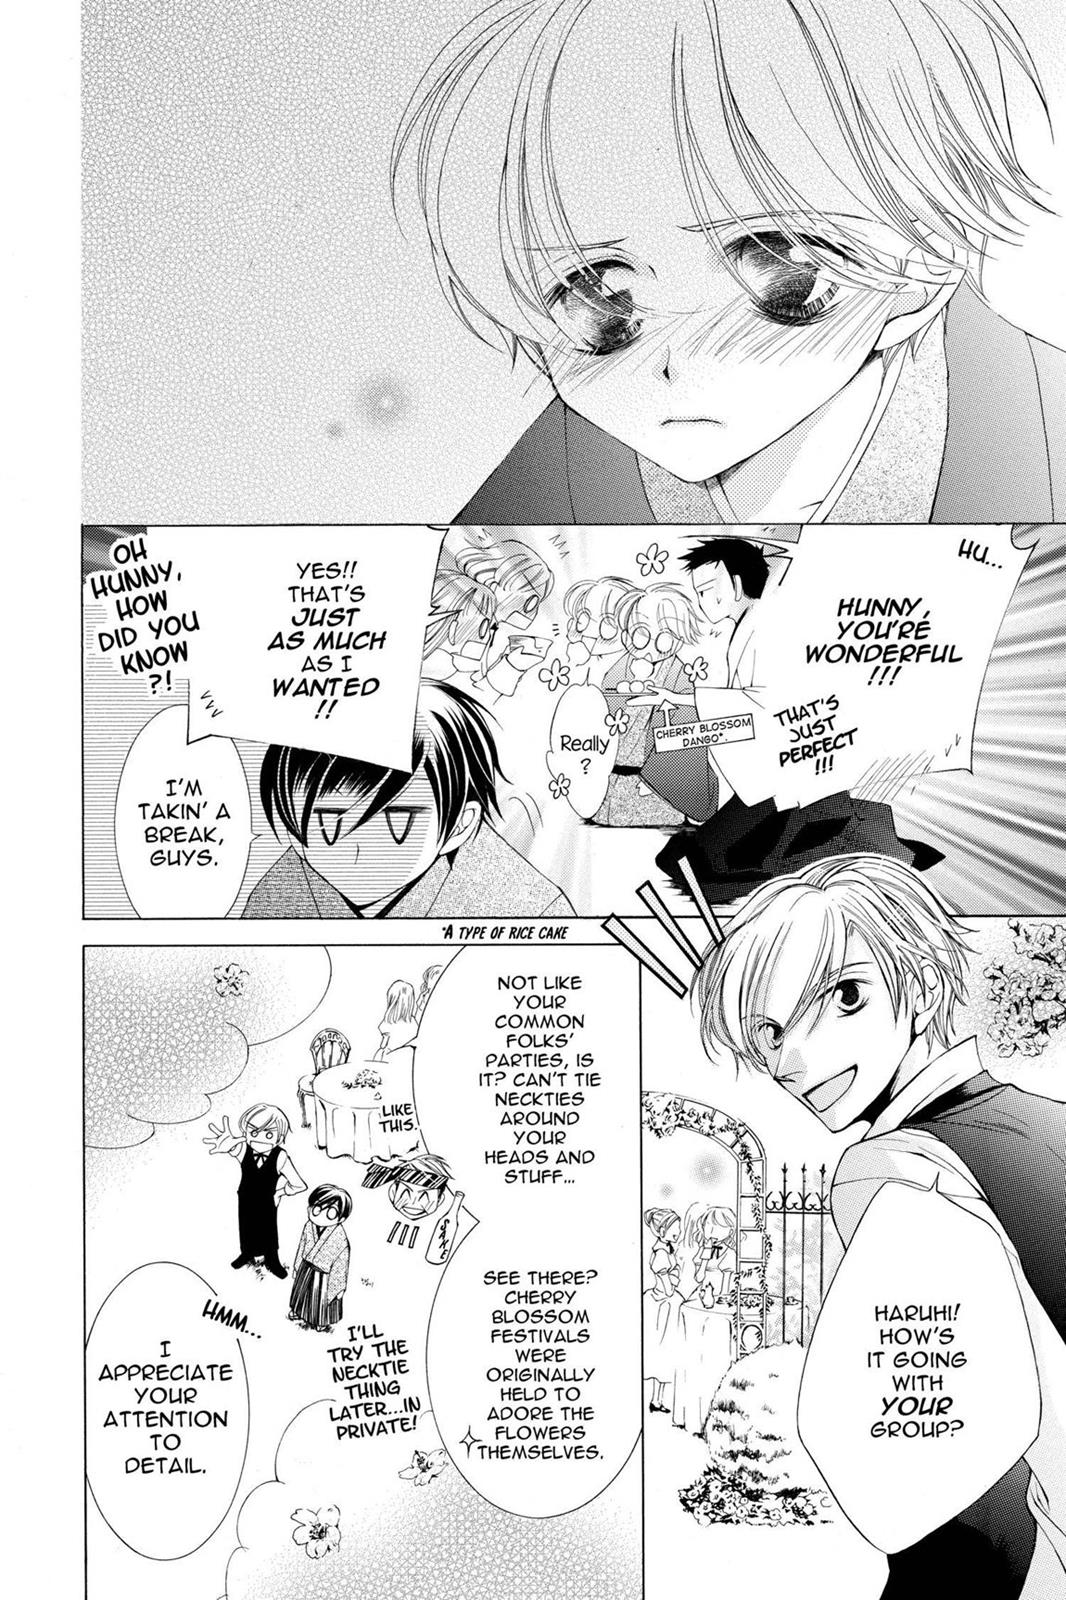 HU...
HUNNY,
YOU'RE
WONDERFUL
!!!
THAT'S
JUST
PERFECT
!!!
CHERRY BLOSSOM
DANGO*
Really
?
YES!!
THAT'S
JUST
AS MUCH
AS I
WANTED
!!
OH
HUNNY,
HOW
DID YOU
KNOW
?!
I'M
TAKIN' A
BREAK,
GUYS.
*A TYPE OF RICE CAKE
HARUHI!
HOW'S
IT GOING
WITH
YOUR
GROUP?
NOT LIKE
YOUR
COMMON
FOLKS'
PARTIES, IS
IT? CAN'T TIE
NECKTIES
AROUND
YOUR
HEADS AND
STUFF...
LIKE
THIS.
SAKE
SEE THERE?
CHERRY
BLOSSOM
FESTIVALS
WERE
ORIGINALLY
HELD TO
ADORE THE
FLOWERS
THEMSELVES.
I'LL
TRY THE
NECKTIE
THING
LATER...IN
PRIVATE!
HMM...
I
APPRECIATE
YOUR
ATTENTION
TO
DETAIL.